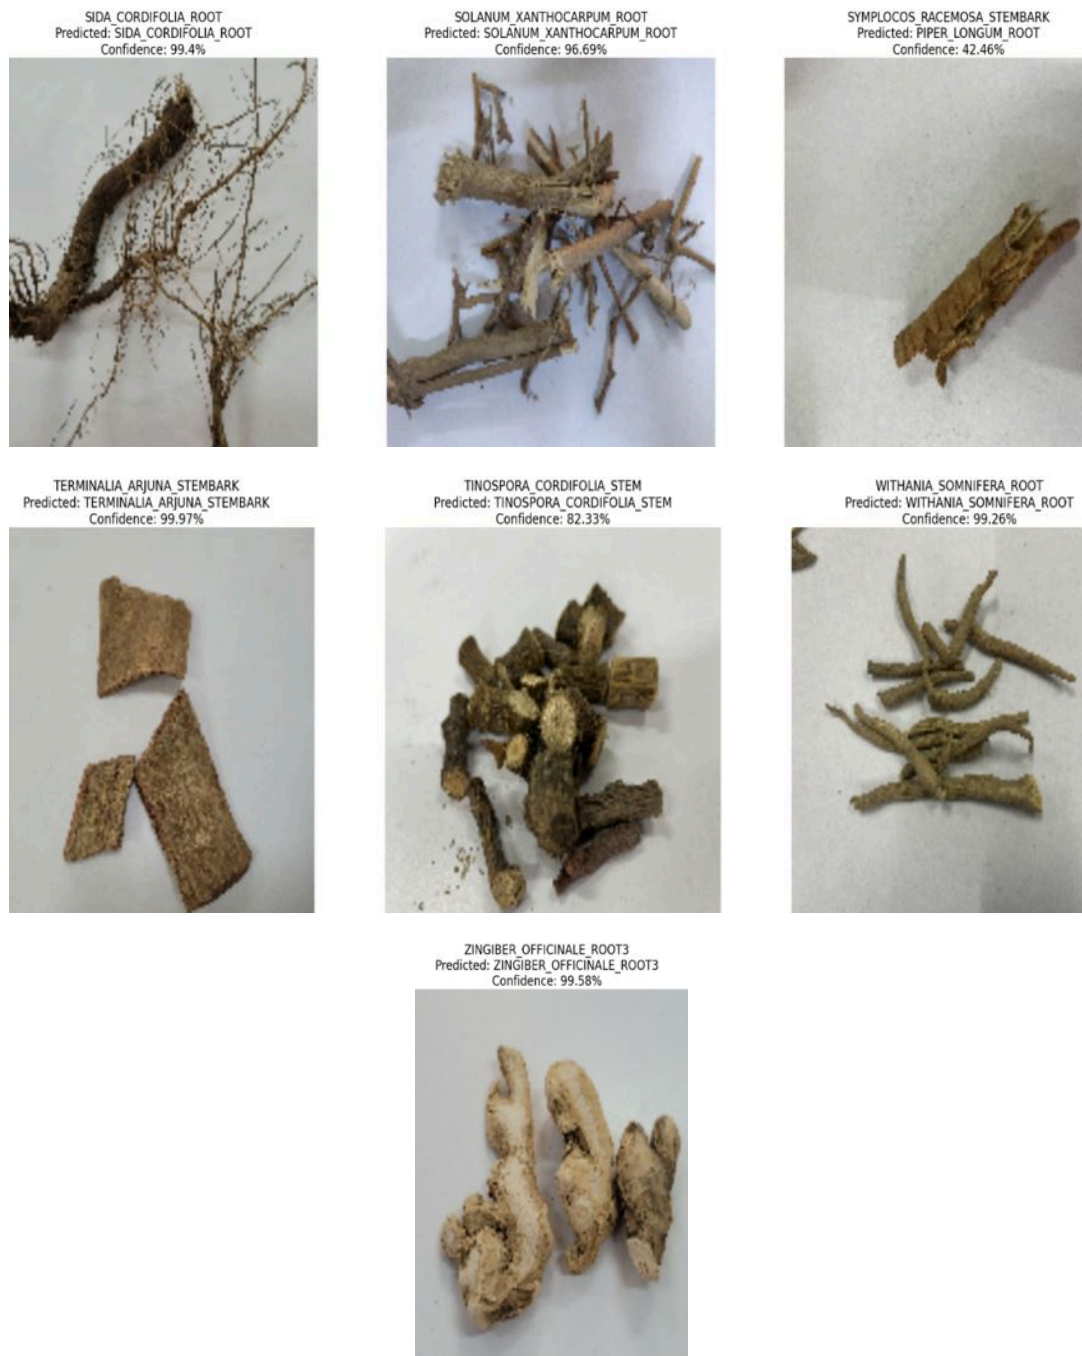 SIDA_CORDIFOLIA_ROOT
Predicted: SIDA_CORDIFOLIA_ROOT
Confidence: 99.4%
SOLANUM_XANTHOCARPUM_ROOT
Predicted: SOLANUM_XANTHOCARPUM_ROOT
Confidence: 96.69%
SYMPLOCOS_RACEMOSA_STEMBARK
Predicted: PIPER_LONGUM_ROOT
Confidence: 42.46%
TERMINALIA_ARJUNA_STEMBARK
Predicted: TERMINALIA_ARJUNA_STEMBARK
Confidence: 99.97%
TINOSPORA_CORDIFOLIA_STEM
Predicted: TINOSPORA_CORDIFOLIA_STEM
Confidence: 82.33%
WITHANIA_SOMNIFERA_ROOT
Predicted: WITHANIA_SOMNIFERA_ROOT
Confidence: 99.26%
ZINGIBER_OFFICINALE_ROOT3
Predicted: ZINGIBER_OFFICINALE_ROOT3
Confidence: 99.58%